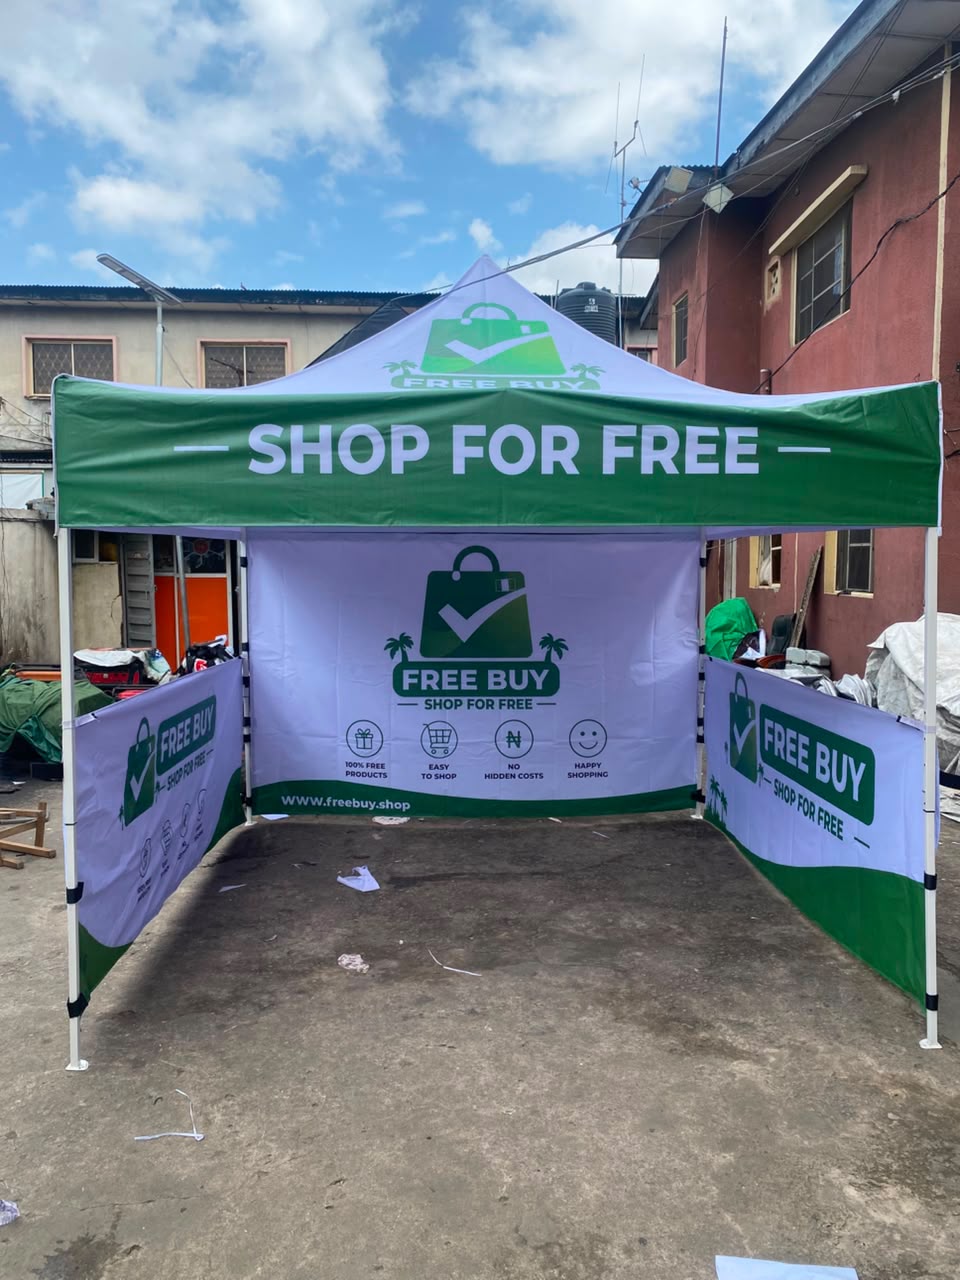 FREE BUY
— SHOP FOR FREE —
FREE BUY
— SHOP FOR FREE —
100% FREE
PRODUCTS
EASY
TO SHOP
NO
HIDDEN COSTS
HAPPY
SHOPPING
www.freebuy.shop
FREE BUY
— SHOP FOR FREE —
FREE BUY
— SHOP FOR FREE —